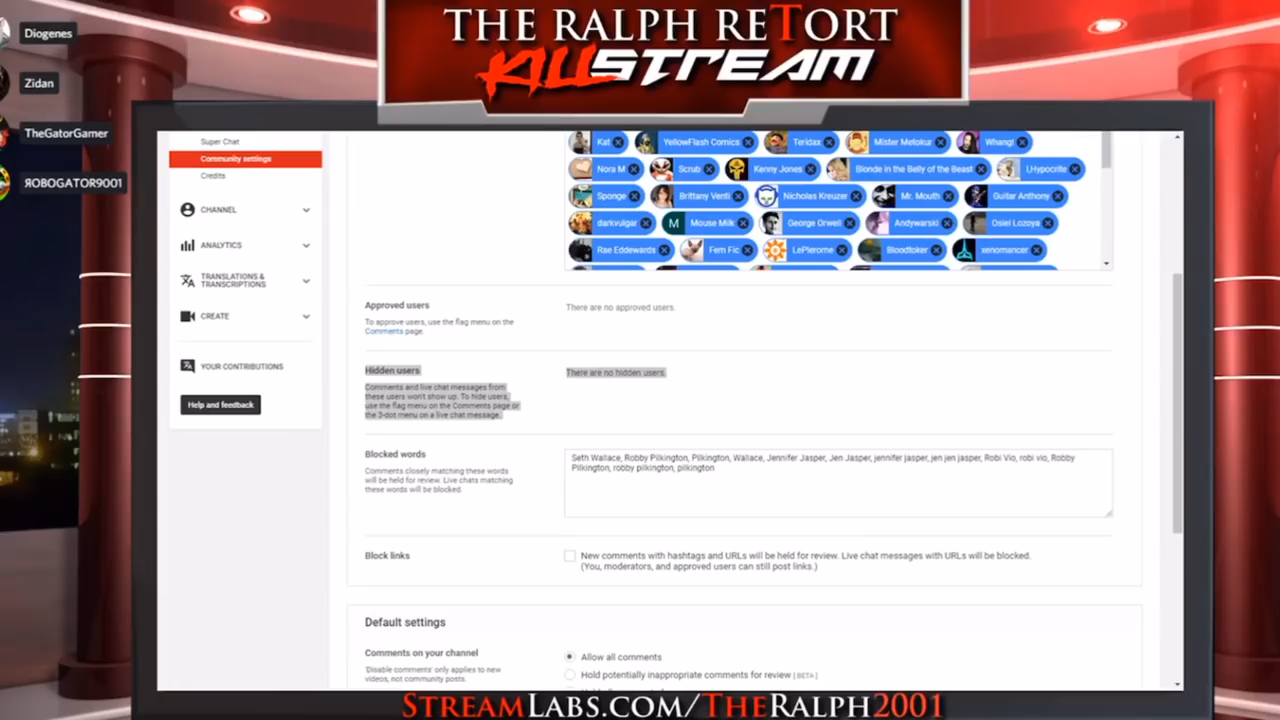 Diogenes
Zidan
TheGatorGamer
ЯOBOGATOR9001
THE RALPH RETORT
KILLSTREAM
Super Chat
Community settings
Credits
CHANNEL
ANALYTICS
TRANSLATIONS &
TRANSCRIPTIONS
CREATE
YOUR CONTRIBUTIONS
Help and feedback
Kat YellowFlash Comics Teridax Mister Metokur Whang!
Nora M Scrub Kenny Jones Blonde in the Belly of the Beast I,Hypocrite
Sponge Brittany Venti Nicholas Kreuzer Mr. Mouth Guitar Anthony
darkvulgar M Mouse Milk George Orwell Andywarski Osiel Lozoya
Rae Eddewards Fem Fic LePlerome Bloodtoker xenomancer
Approved users
To approve users, use the flag menu on the
Comments page.
There are no approved users.
Hidden users
Comments and live chat messages from
these users won't show up. To hide users,
use the flag menu on the Comments page or
the 3-dot menu on a live chat message.
There are no hidden users.
Blocked words
Comments closely matching these words
will be held for review. Live chats matching
these words will be blocked.
Seth Wallace, Robby Pilkington, Pilkington, Wallace, Jennifer Jasper, Jen Jasper, jennifer jasper, jen jen jasper, Robi Vio, robi vio, Robby
Pilkington, robby pilkington, pilkington
Block links
New comments with hashtags and URLs will be held for review. Live chat messages with URLs will be blocked.
(You, moderators, and approved users can still post links.)
Default settings
Comments on your channel
'Disable comments' only applies to new
videos, not community posts.
Allow all comments
Hold potentially inappropriate comments for review [BETA]
STREAMLABS.COM/THERALPH2001